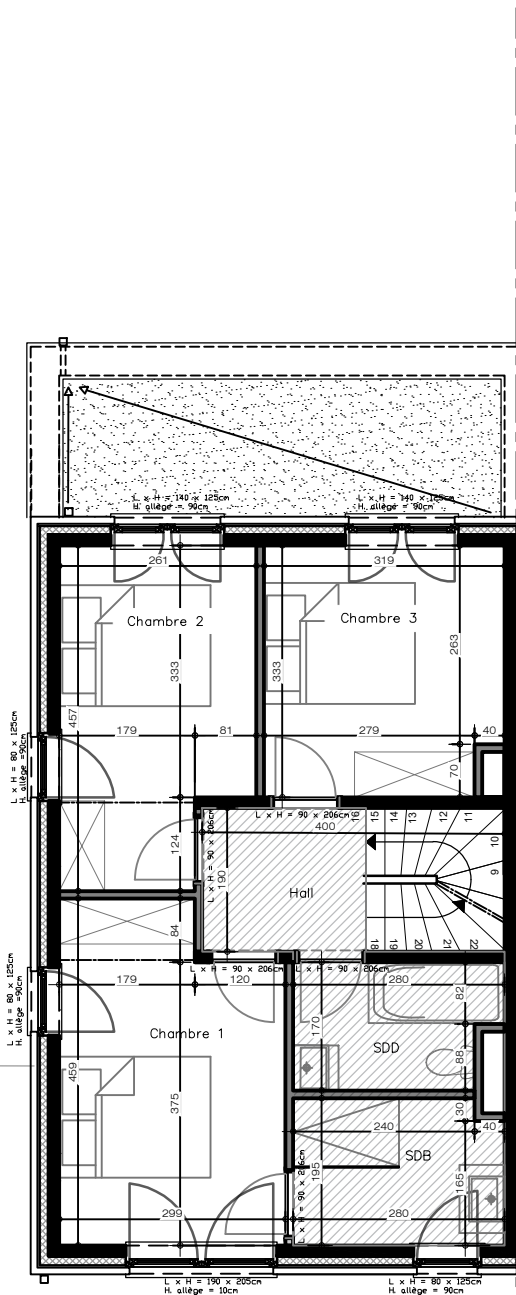 L x H = 140 x 125cm
H. allège = 90cm
L x H = 140 x 125cm
H. allège = 90cm
261
319
Chambre 2
Chambre 3
333
333
263
457
L x H = 80 x 125cm
H. allège =90cm
179
81
279
40
70
L x H = 90 x 206cm
400
16
15
14
13
12
11
10
9
124
L x H = 90 x 206cm
190
Hall
84
18
19
20
21
22
L x H = 90 x 206cm
L x H = 90 x 206cm
L x H = 80 x 125cm
H. allège =90cm
179
120
280
82
Chambre 1
170
SDD
88
459
375
30
240
40
SDB
L x H = 90 x 206cm
195
165
299
280
L x H = 190 x 205cm
H. allège = 10cm
L x H = 80 x 125cm
H. allège = 90cm